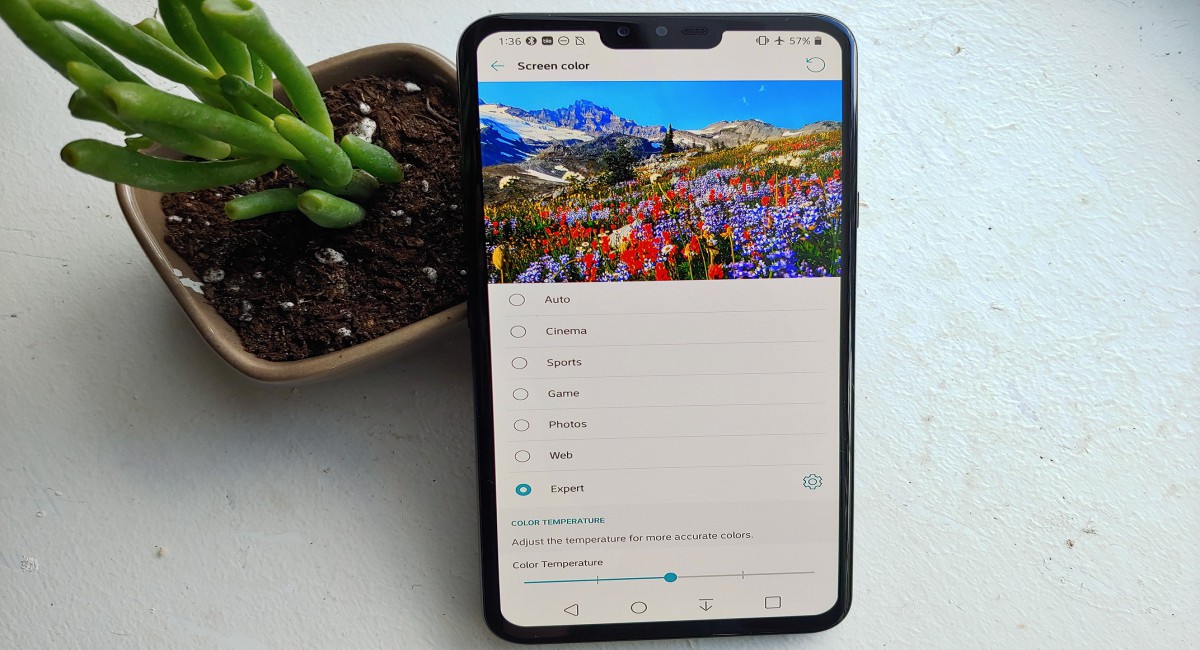 1:36 57%
Screen color
Auto
Cinema
Sports
Game
Photos
Web
Expert
COLOR TEMPERATURE
Adjust the temperature for more accurate colors.
Color Temperature